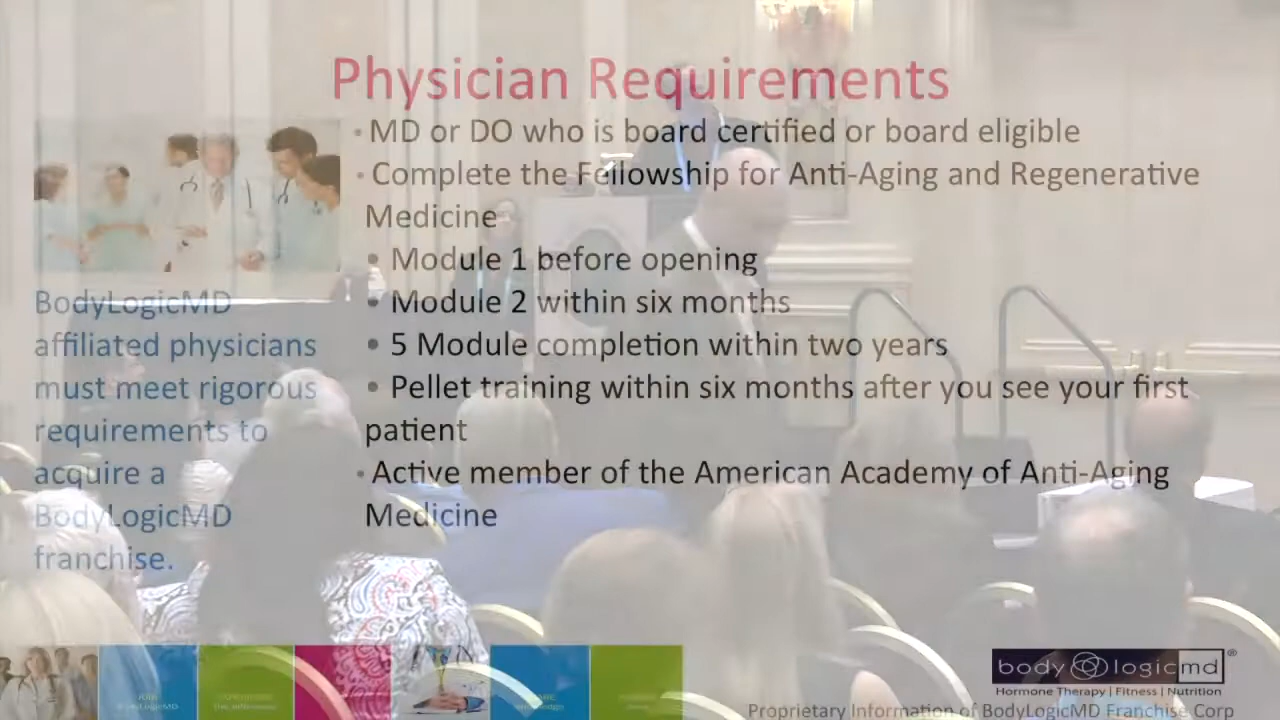 Physician Requirements
• MD or DO who is board certified or board eligible
• Complete the Fellowship for Anti-Aging and Regenerative
Medicine
• Module 1 before opening
• Module 2 within six months
• 5 Module completion within two years
• Pellet training within six months after you see your first
patient
• Active member of the American Academy of Anti-Aging
Medicine
BodyLogicMD
affiliated physicians
must meet rigorous
requirements to
acquire a
BodyLogicMD
franchise.
body logicmd®
Hormone Therapy | Fitness | Nutrition
Proprietary Information of BodyLogicMD Franchise Corp